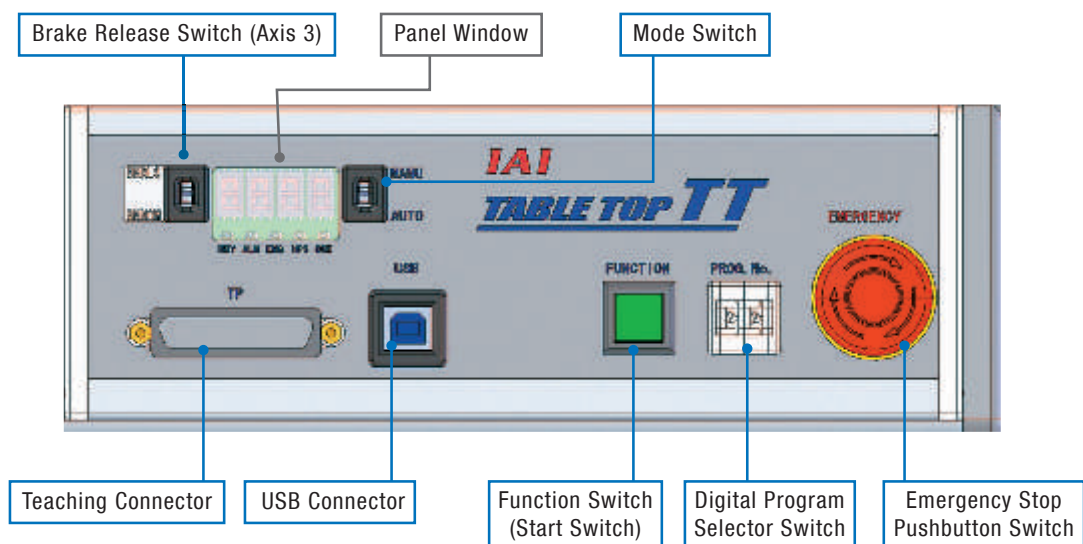 Brake Release Switch (Axis 3)
Panel Window
Mode Switch
IAI
MANU
TABLE TOP TT
AUTO
EMERGENCY
USB
FUNCTION
PROG. No.
TP
Teaching Connector
USB Connector
Function Switch
(Start Switch)
Digital Program
Selector Switch
Emergency Stop
Pushbutton Switch